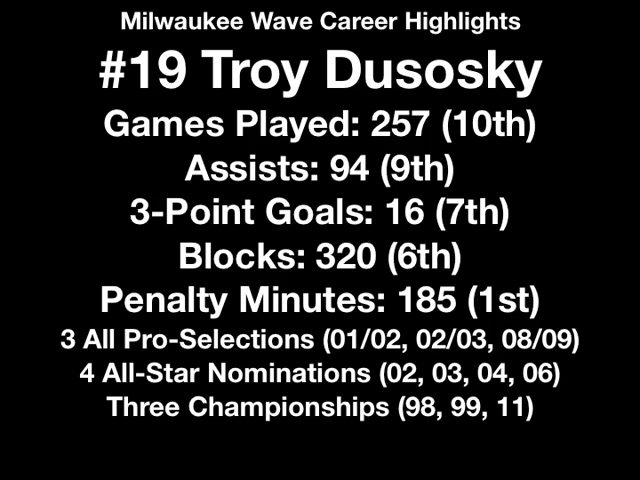 Milwaukee Wave Career Highlights
#19 Troy Dusosky
Games Played: 257 (10th)
Assists: 94 (9th)
3-Point Goals: 16 (7th)
Blocks: 320 (6th)
Penalty Minutes: 185 (1st)
3 All Pro-Selections (01/02, 02/03, 08/09)
4 All-Star Nominations (02, 03, 04, 06)
Three Championships (98, 99, 11)